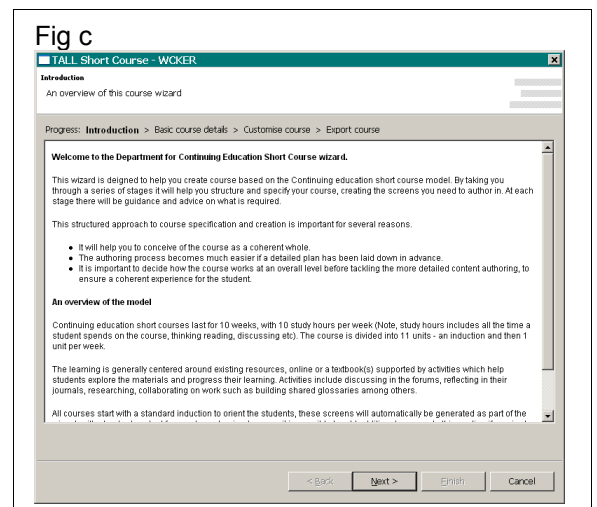 Fig c
TALL Short Course - WCKER
Introduction
An overview of this course wizard
Progress: Introduction > Basic course details > Customise course > Export course
Welcome to the Department for Continuing Education Short Course wizard.
This wizard is deigned to help you create course based on the Continuing education short course model. By taking you
through a series of stages it will help you structure and specify your course, creating the screens you need to author in. At each
stage there will be guidance and advice on what is required.
This structured approach to course specification and creation is important for several reasons.
• It will help you to conceive of the course as a coherent whole.
• The authoring process becomes much easier if a detailed plan has been laid down in advance.
• It is important to decide how the course works at an overall level before tackling the more detailed content authoring, to
ensure a coherent experience for the student.
An overview of the model
Continuing education short courses last for 10 weeks, with 10 study hours per week (Note, study hours includes all the time a
student spends on the course, thinking reading, discussing etc). The course is divided into 11 units - an induction and then 1
unit per week.
The learning is generally centered around existing resources, online or a textbook(s) supported by activities which help
students explore the materials and progress their learning. Activities include discussing in the forums, reflecting in their
journals, researching, collaborating on work such as building shared glossaries among others.
All courses start with a standard induction to orient the students, these screens will automatically be generated as part of the
< Back Next > Finish Cancel